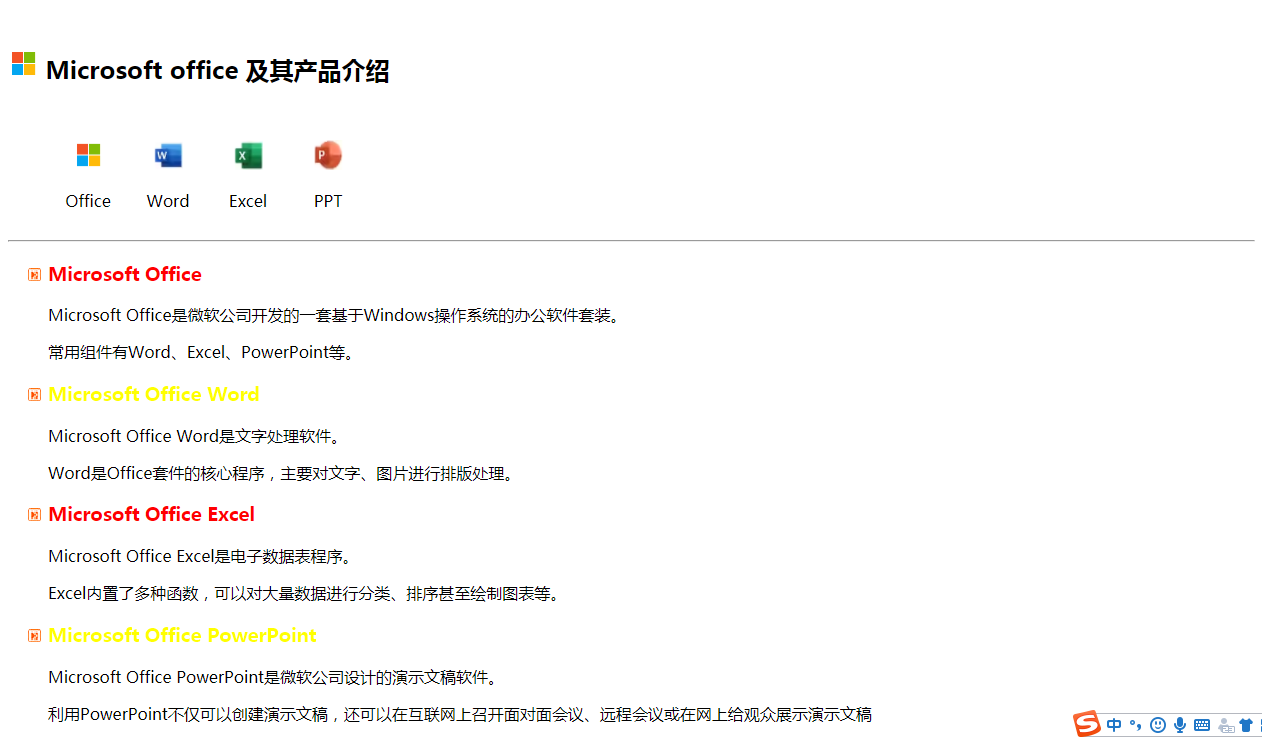 Microsoft office 及其产品介绍
Office Word Excel PPT
Microsoft Office
Microsoft Office是微软公司开发的一套基于Windows操作系统的办公软件套装。
常用组件有Word、Excel、PowerPoint等。
Microsoft Office Word
Microsoft Office Word是文字处理软件。
Word是Office套件的核心程序，主要对文字、图片进行排版处理。
Microsoft Office Excel
Microsoft Office Excel是电子数据表程序。
Excel内置了多种函数，可以对大量数据进行分类、排序甚至绘制图表等。
Microsoft Office PowerPoint
Microsoft Office PowerPoint是微软公司设计的演示文稿软件。
利用PowerPoint不仅可以创建演示文稿，还可以在互联网上召开面对面会议、远程会议或在网上给观众展示演示文稿
中